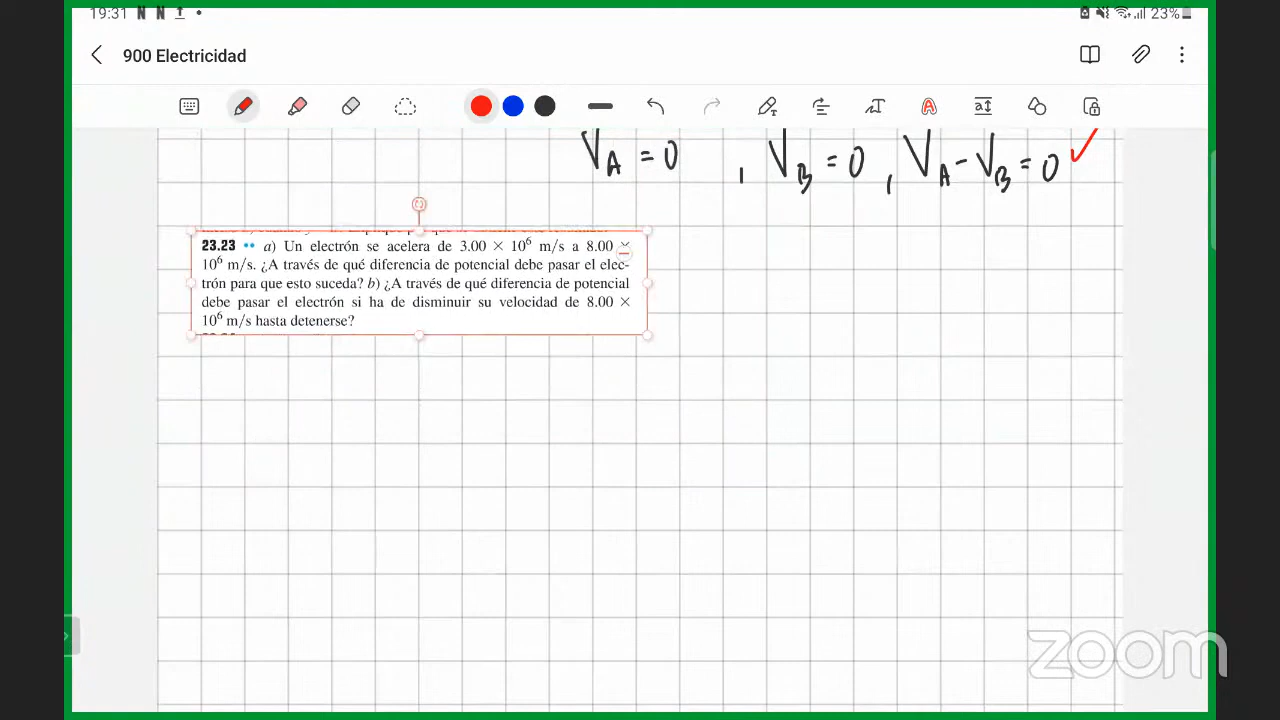 19:31 N N
23%
900 Electricidad
V_A = 0 , V_B = 0 , V_A - V_B = 0 ✓
23.23 •• a) Un electrón se acelera de 3.00 × 10⁶ m/s a 8.00 ×
10⁶ m/s. ¿A través de qué diferencia de potencial debe pasar el elec-
trón para que esto suceda? b) ¿A través de qué diferencia de potencial
debe pasar el electrón si ha de disminuir su velocidad de 8.00 ×
10⁶ m/s hasta detenerse?
zoom